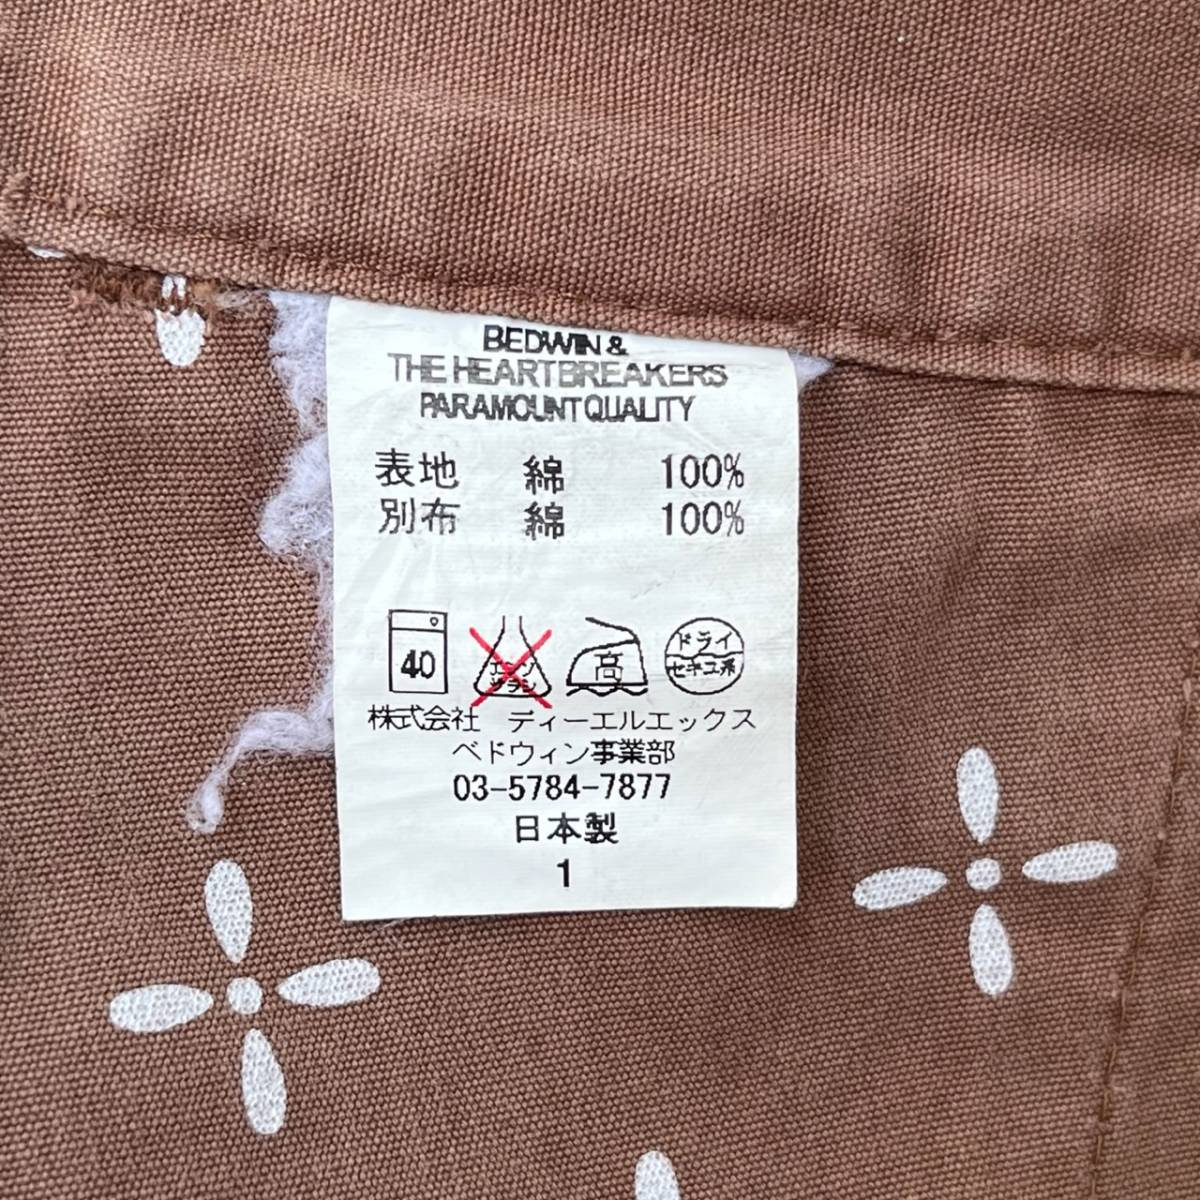 BEDWIN &
THE HEARTBREAKERS
PARAMOUNT QUALITY
表地 綿 100%
別布 綿 100%
40
エンソ
サラシ
高
ドライ
セキユ系
株式会社 ディーエルエックス
ベドウィン事業部
03-5784-7877
日本製
1